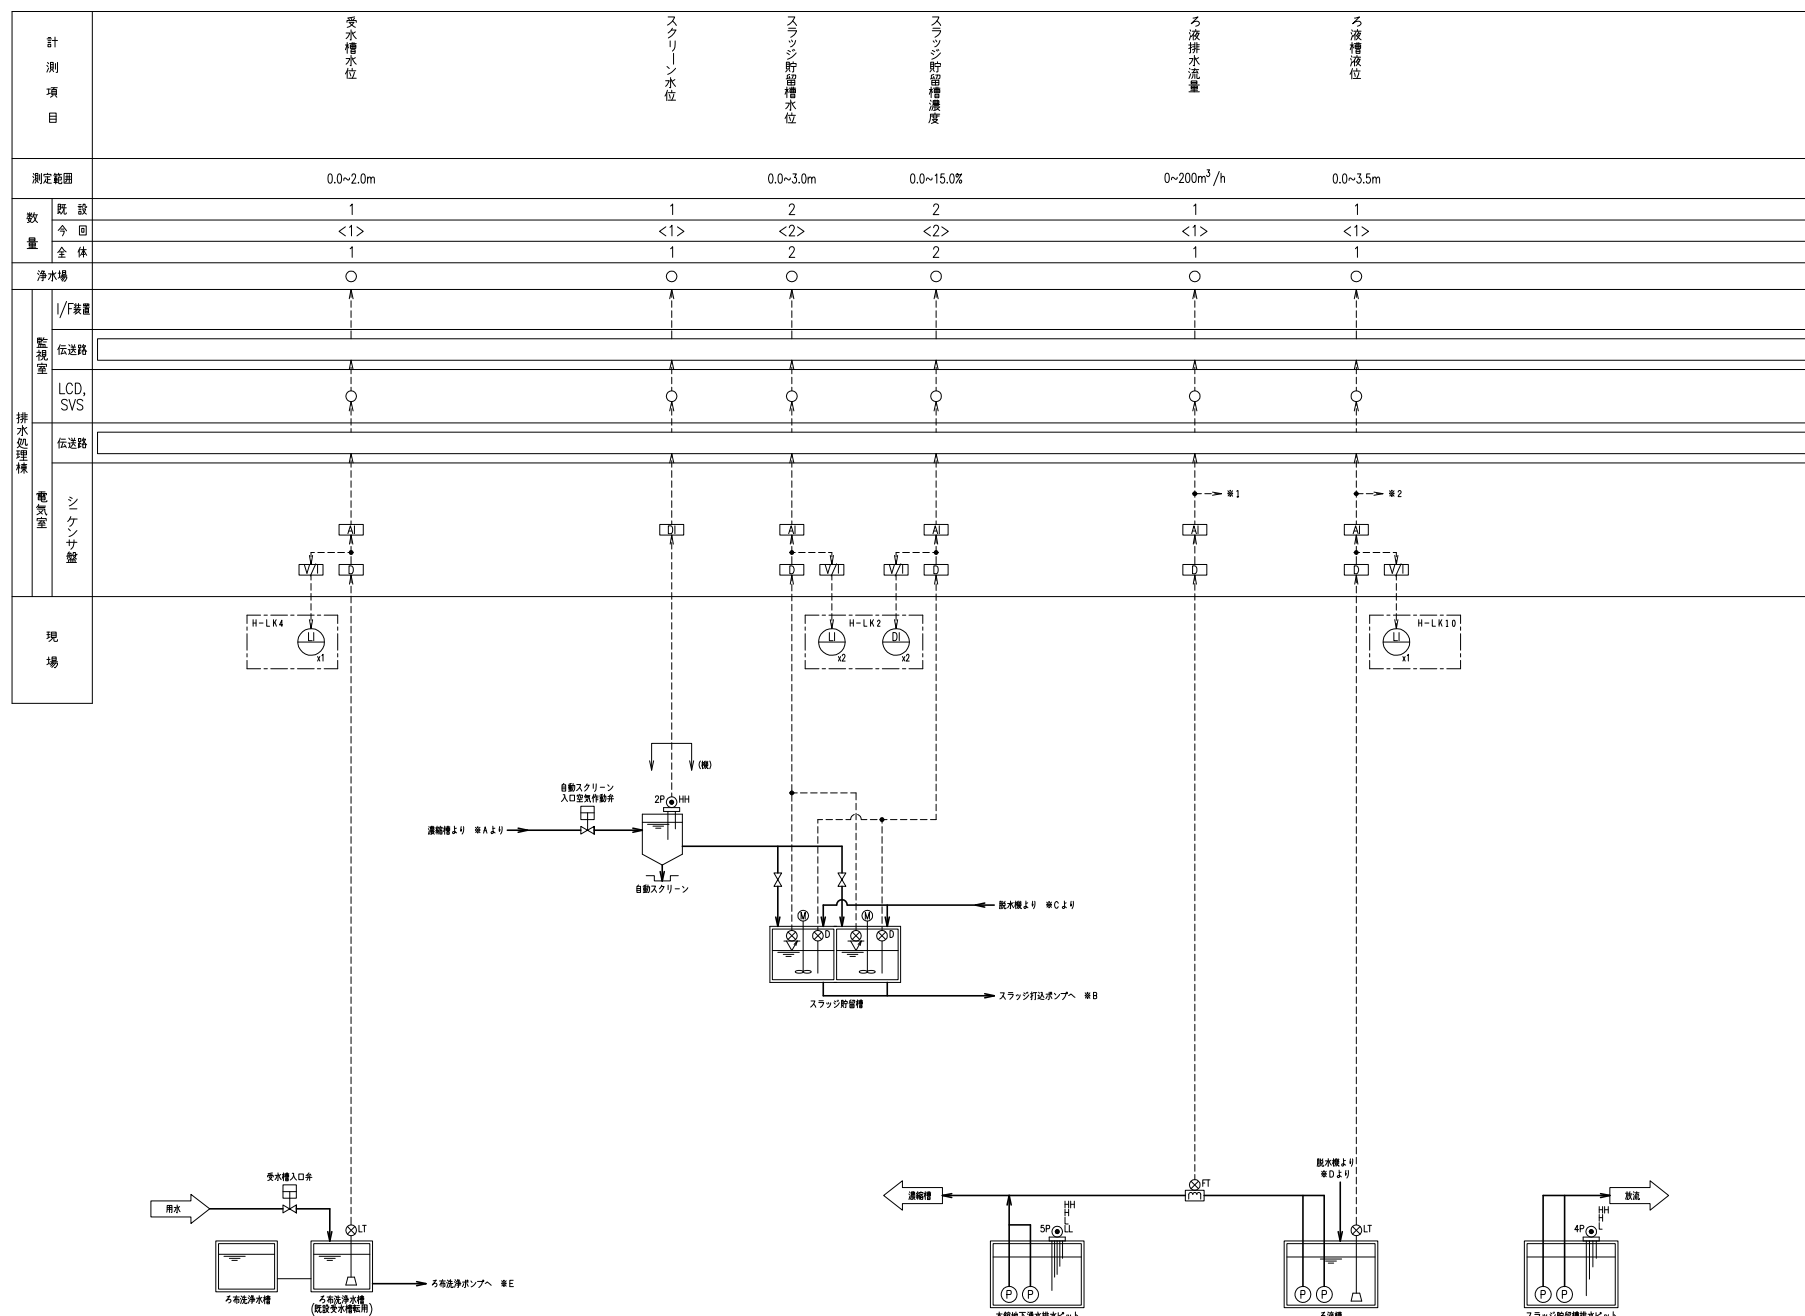 計測項目
受水槽水位
スクリーン水位
スラッジ貯留槽水位
スラッジ貯留槽濃度
ろ液排水流量
ろ液槽液位
測定範囲
0.0~2.0m
0.0~3.0m
0.0~15.0%
0~200m³/h
0.0~3.5m
数量
既設 1 1 2 2 1 1
今回 <1> <1> <2> <2> <1> <1>
全体 1 1 2 2 1 1
浄水場
排水処理棟
監視室
I/F装置
伝送路
LCD,
SVS
電気室
伝送路
シーケンサ盤
※1
※2
AI DI AI AI AI AI
V/I D D V/I V/I D D D V/I
現場
H-LK4
LI
x1
H-LK2
LI
x2
DI
x2
H-LK10
LI
x1
(機)
自動スクリーン
入口空気作動弁
2P HH
濃縮槽より ※Aより
自動スクリーン
脱水機より ※Cより
M M
D D
スラッジ打込ポンプへ ※B
スラッジ貯留槽
受水槽入口弁
用水
LT
ろ布洗浄ポンプへ ※E
ろ布洗浄水槽
ろ布洗浄水槽
(既設受水槽転用)
脱水機より
※Dより
FT
濃縮槽
HH
H
L
5P LL
P P
LT
P P
放流
HH
H
4P L
P P